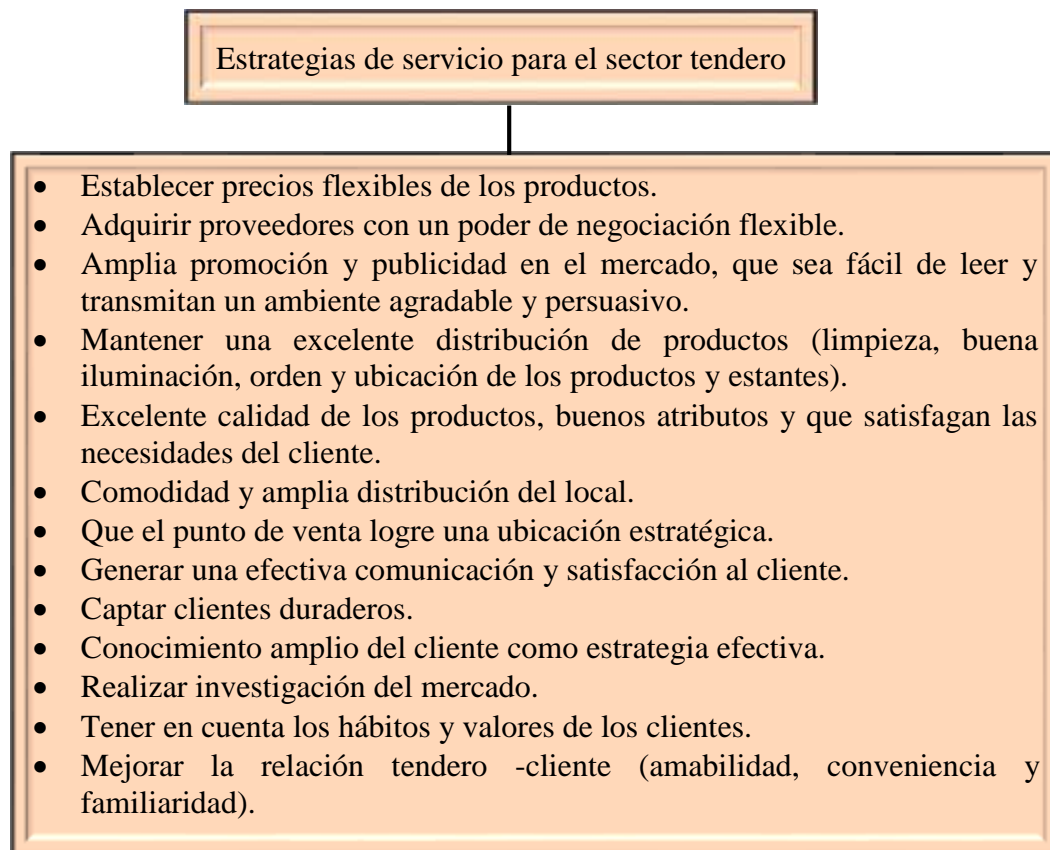 Estrategias de servicio para el sector tendero
• Establecer precios flexibles de los productos.
• Adquirir proveedores con un poder de negociación flexible.
• Amplia promoción y publicidad en el mercado, que sea fácil de leer y
transmitan un ambiente agradable y persuasivo.
• Mantener una excelente distribución de productos (limpieza, buena
iluminación, orden y ubicación de los productos y estantes).
• Excelente calidad de los productos, buenos atributos y que satisfagan las
necesidades del cliente.
• Comodidad y amplia distribución del local.
• Que el punto de venta logre una ubicación estratégica.
• Generar una efectiva comunicación y satisfacción al cliente.
• Captar clientes duraderos.
• Conocimiento amplio del cliente como estrategia efectiva.
• Realizar investigación del mercado.
• Tener en cuenta los hábitos y valores de los clientes.
• Mejorar la relación tendero -cliente (amabilidad, conveniencia y
familiaridad).